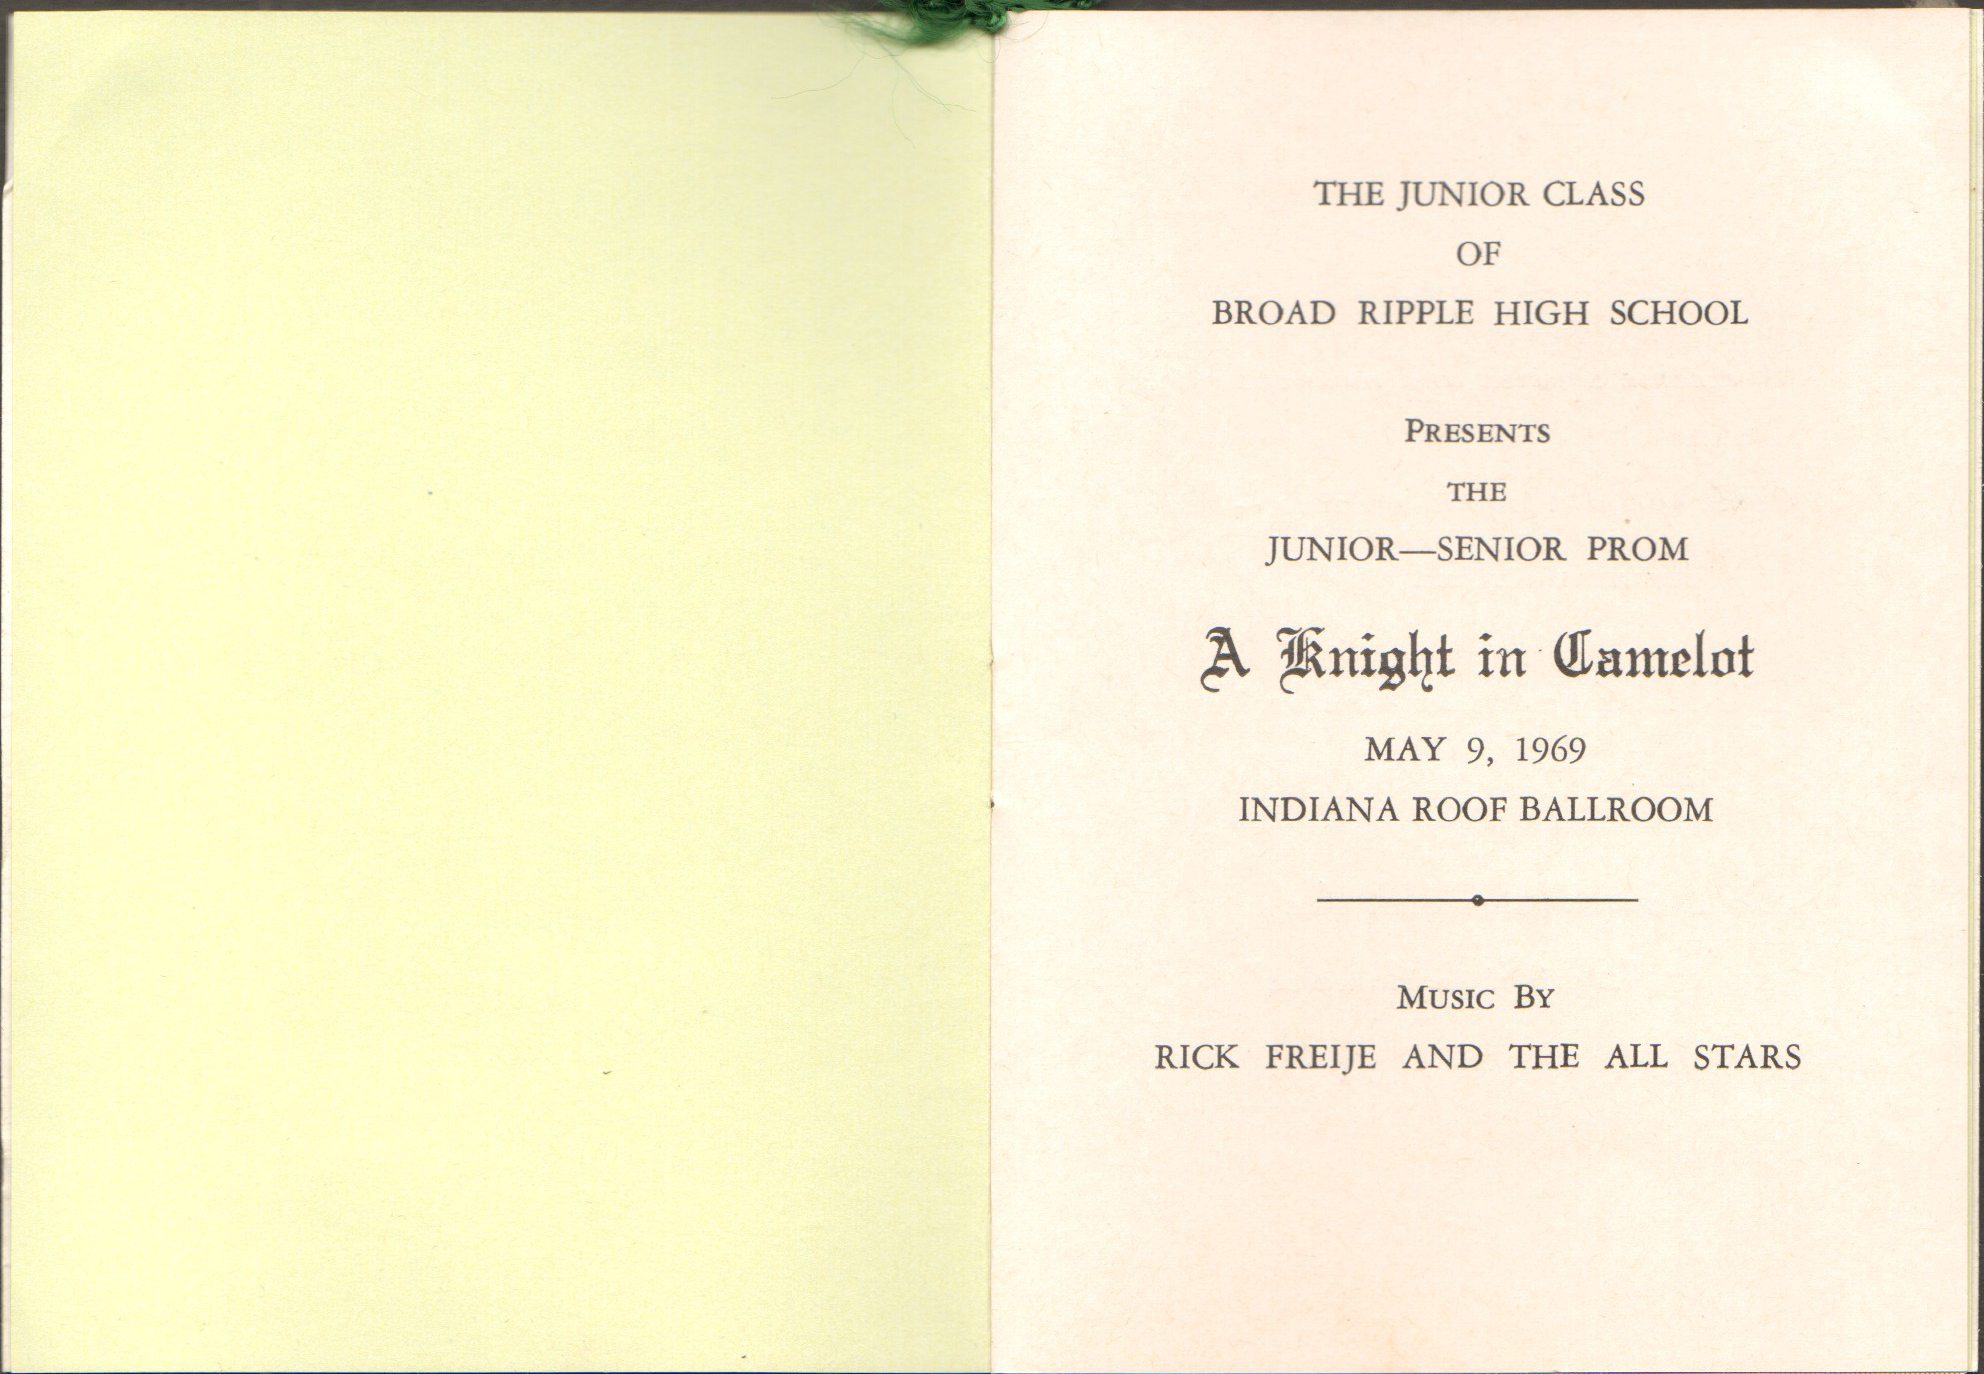 THE JUNIOR CLASS
OF
BROAD RIPPLE HIGH SCHOOL
PRESENTS
THE
JUNIOR—SENIOR PROM
A Knight in Camelot
MAY 9, 1969
INDIANA ROOF BALLROOM
MUSIC BY
RICK FREIJE AND THE ALL STARS